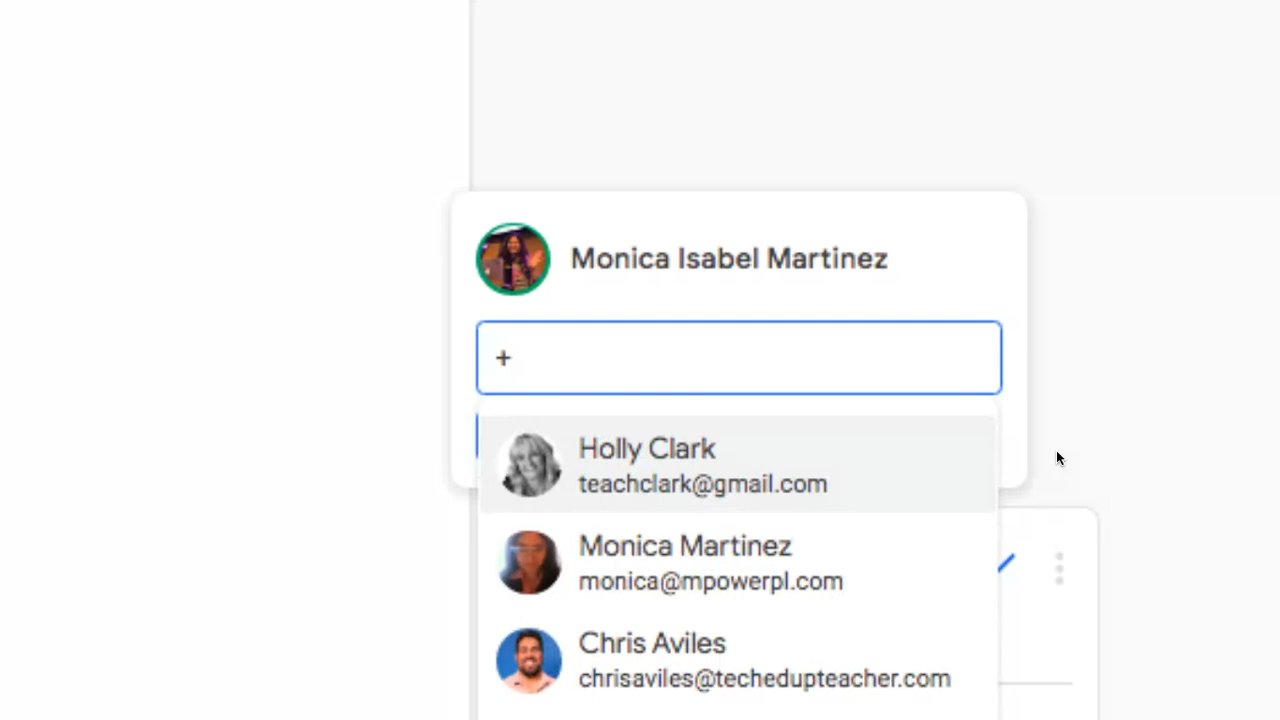 Monica Isabel Martinez
+
Holly Clark
teachclark@gmail.com
Monica Martinez
monica@mpowerpl.com
Chris Aviles
chrisaviles@techedupteacher.com